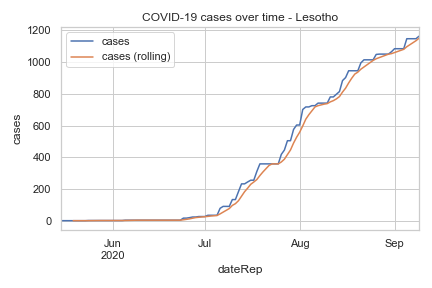 COVID-19 cases over time - Lesotho
cases
cases (rolling)
1200
1000
800
600
400
200
0
cases
Jun
2020
Jul
Aug
Sep
dateRep